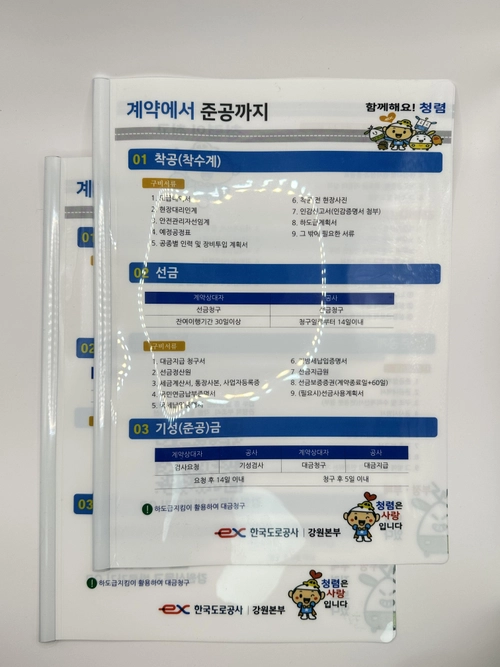 계약에서 준공까지
함께해요! 청렴
01 착공(착수계)
구비서류
2. 현장대리인계
3. 안전관리자선임계
4. 예정공정표
5. 공종별 인력 및 장비투입 계획서
6. 착공 전 현장사진
7. 인감신고서(인감증명서 첨부)
8. 하도급계획서
9. 그 밖에 필요한 서류
02 선금
계약상대자 공사
선금청구 선금지급
잔여이행기간 30일이상 청구일로부터 14일이내
구비서류
1. 대금지급 청구서
2. 선금정산원
3. 세금계산서, 통장사본, 사업자등록증
4. 국민연금납부증명서
5. 국세납입증명서
6. 지방세납입증명서
7. 선금지급원
8. 선금보증증권(계약종료일+60일)
9. (필요시)선금사용계획서
03 기성(준공)금
계약상대자 공사 계약상대자 공사
검사요청 기성검사 대금청구 대금지급
요청 후 14일 이내 청구 후 5일 이내
! 하도급지킴이 활용하여 대금청구
청렴은
사랑
입니다
ex 한국도로공사 | 강원본부
계
01
02
03
! 하도급지킴이 활용하여 대금청구
청렴은
사랑
입니다
ex 한국도로공사 | 강원본부